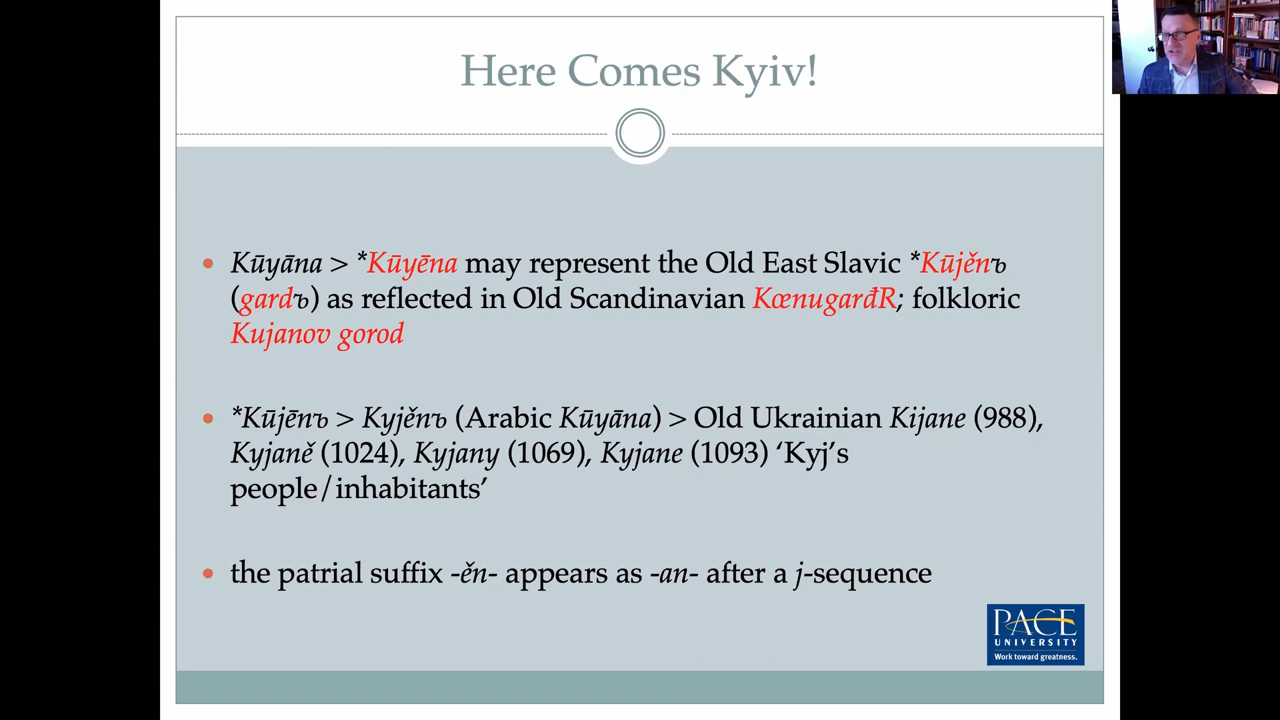 Here Comes Kyiv!
• Kūyāna > *Kūyēna may represent the Old East Slavic *Kūjěnъ
(gardъ) as reflected in Old Scandinavian KœnugarđR; folkloric
Kujanov gorod
• *Kūjēnъ > Kyjěnъ (Arabic Kūyāna) > Old Ukrainian Kijane (988),
Kyjaně (1024), Kyjany (1069), Kyjane (1093) ‘Kyj’s
people/inhabitants’
• the patrial suffix -ěn- appears as -an- after a j-sequence
PACE
UNIVERSITY
Work toward greatness.